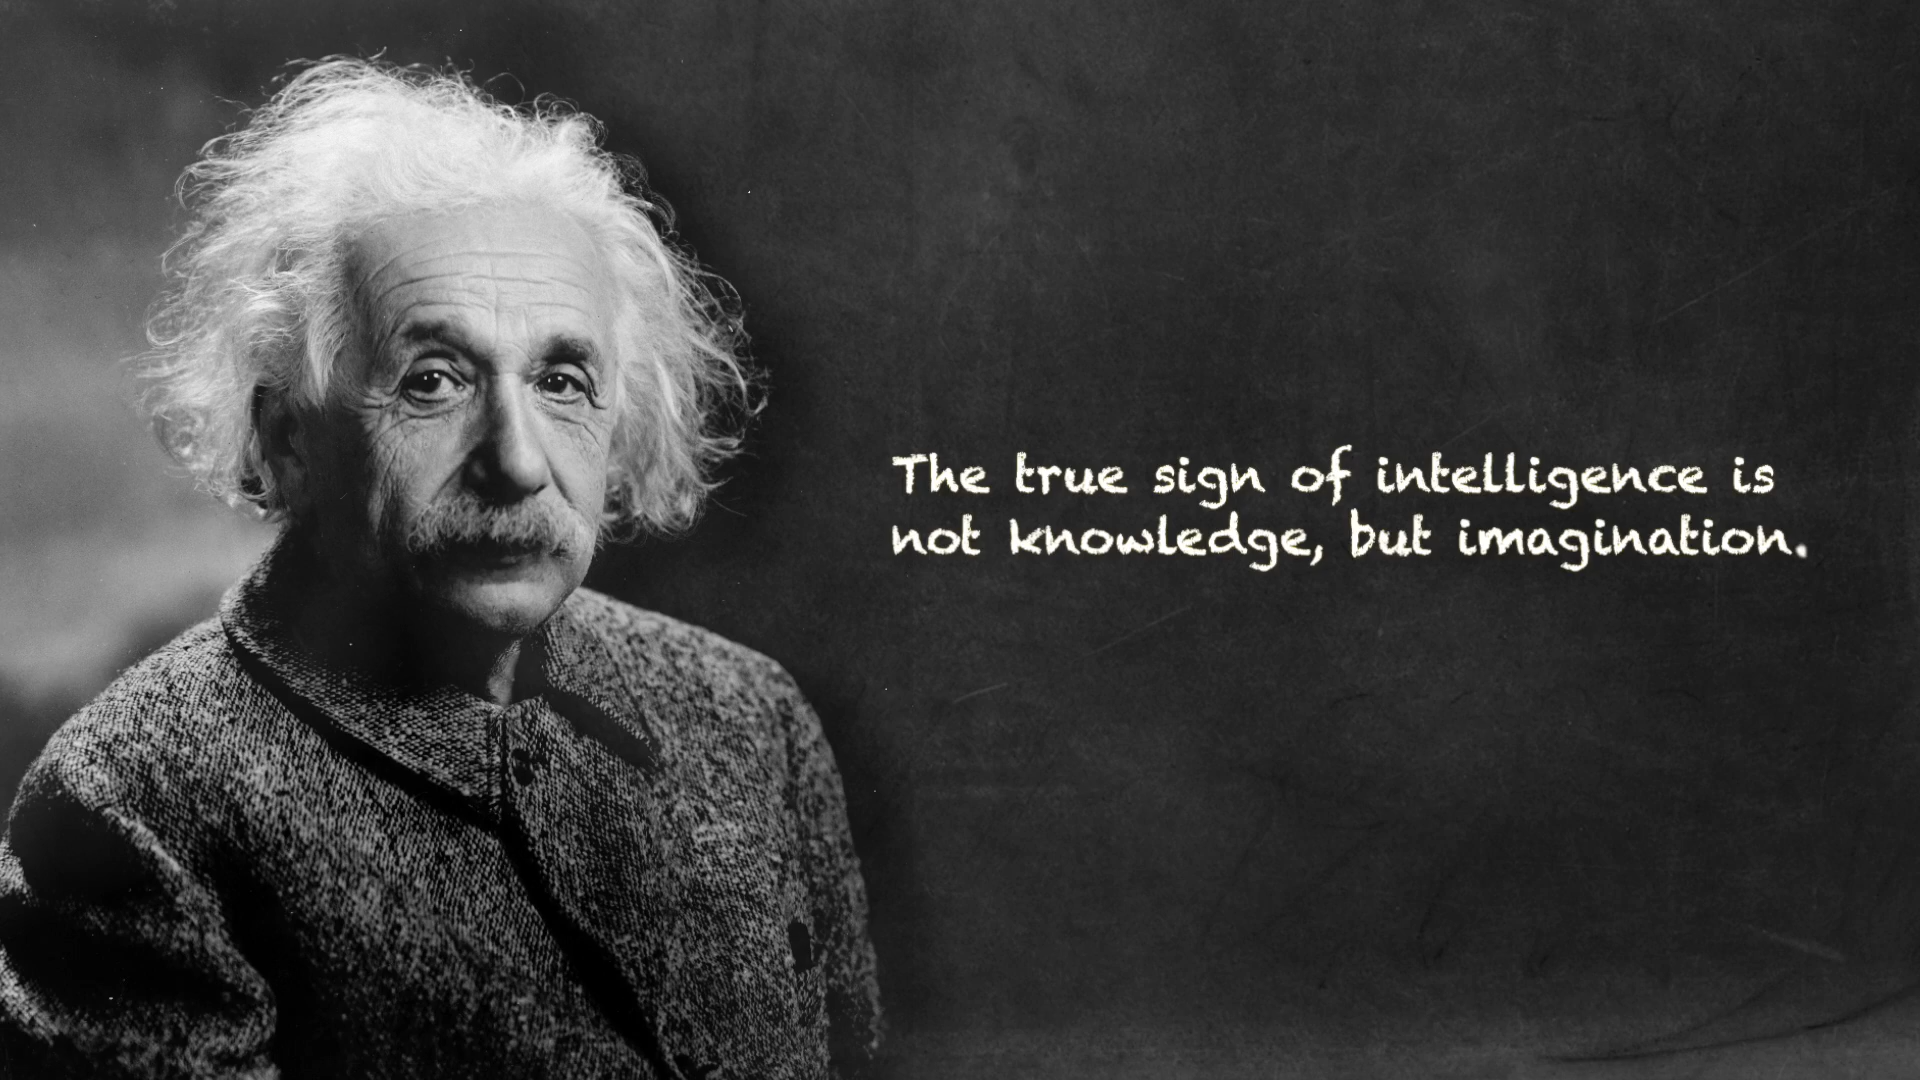 The true sign of intelligence is
not knowledge, but imagination.